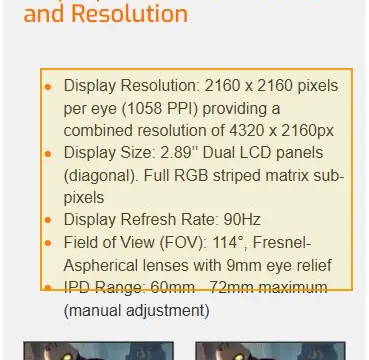 and Resolution
Display Resolution: 2160 x 2160 pixels
per eye (1058 PPI) providing a
combined resolution of 4320 x 2160px
Display Size: 2.89’’ Dual LCD panels
(diagonal). Full RGB striped matrix sub-
pixels
Display Refresh Rate: 90Hz
Field of View (FOV): 114°, Fresnel-
Aspherical lenses with 9mm eye relief
IPD Range: 60mm - 72mm maximum
(manual adjustment)